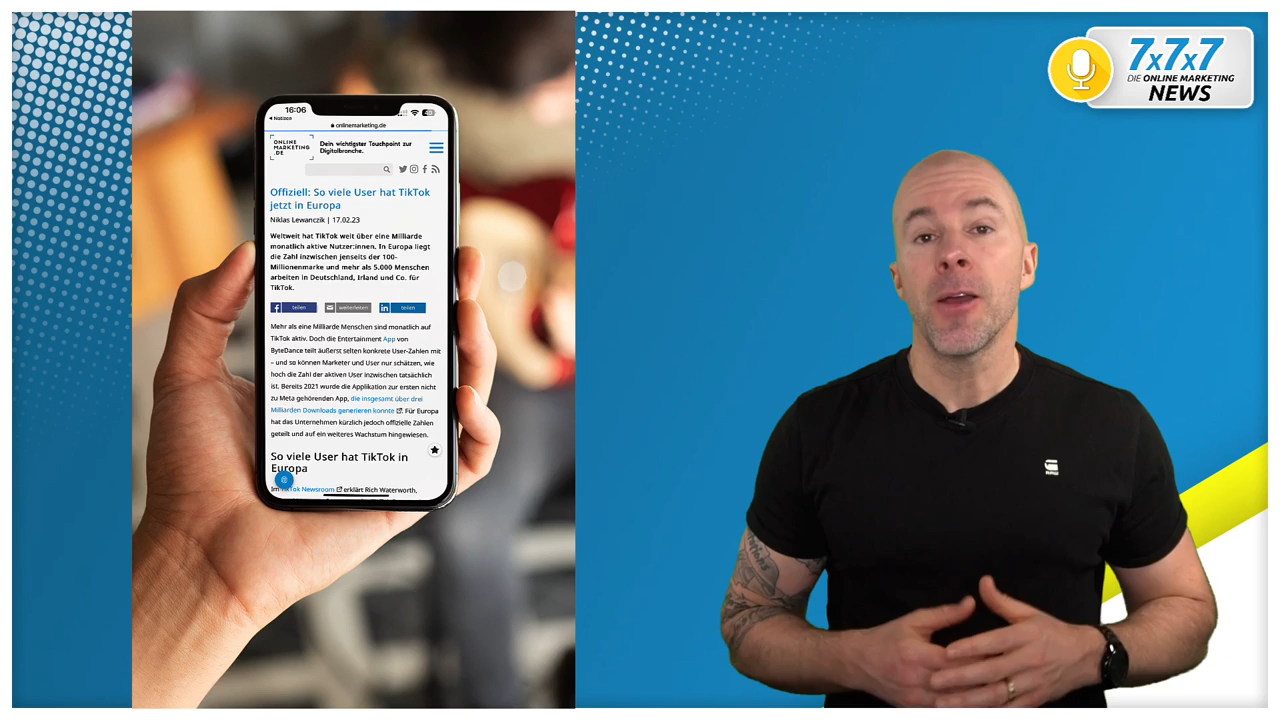 16:06
Notizen
onlinemarketing.de
ONLINE
MARKETING
.DE
Dein wichtigster Touchpoint zur
Digitalbranche.
Offiziell: So viele User hat TikTok
jetzt in Europa
Niklas Lewanczik | 17.02.23
Weltweit hat TikTok weit über eine Milliarde
monatlich aktive Nutzer:innen. In Europa liegt
die Zahl inzwischen jenseits der 100-
Millionenmarke und mehr als 5.000 Menschen
arbeiten in Deutschland, Irland und Co. für
TikTok.
teilen
weiterleiten
teilen
Mehr als eine Milliarde Menschen sind monatlich auf
TikTok aktiv. Doch die Entertainment App von
ByteDance teilt äußerst selten konkrete User-Zahlen mit
– und so können Marketer und User nur schätzen, wie
hoch die Zahl der aktiven User inzwischen tatsächlich
ist. Bereits 2021 wurde die Applikation zur ersten nicht
zu Meta gehörenden App, die insgesamt über drei
Milliarden Downloads generieren konnte. Für Europa
hat das Unternehmen kürzlich jedoch offizielle Zahlen
geteilt und auf ein weiteres Wachstum hingewiesen.
So viele User hat TikTok in
Europa
Im TikTok Newsroom erklärt Rich Waterworth,
7x7x7
DIE ONLINE MARKETING
NEWS